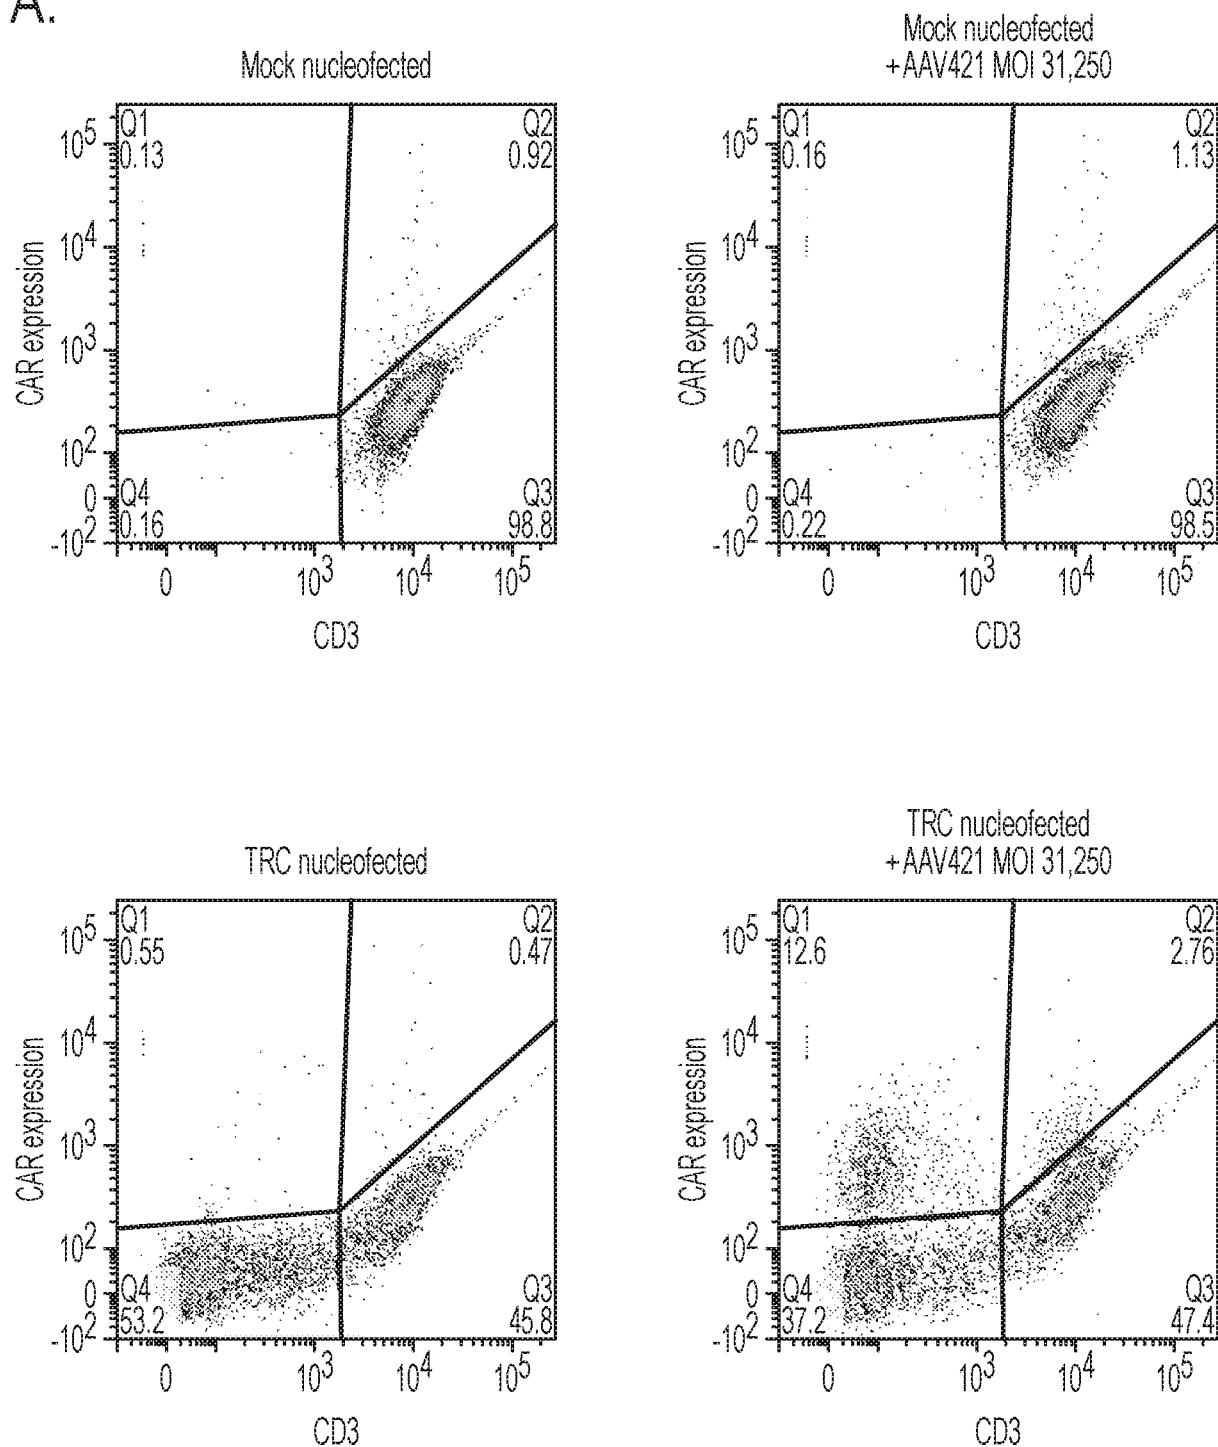 A.
Mock nucleofected
Q1
0.13
Q2
0.92
Q4
0.16
Q3
98.8
10^5
10^4
10^3
10^2
0
-10^2
CAR expression
0
10^3
10^4
10^5
CD3
Mock nucleofected
+AAV421 MOI 31,250
Q1
0.16
Q2
1.13
Q4
0.22
Q3
98.5
10^5
10^4
10^3
10^2
0
-10^2
CAR expression
0
10^3
10^4
10^5
CD3
TRC nucleofected
Q1
0.55
Q2
0.47
Q4
53.2
Q3
45.8
10^5
10^4
10^3
10^2
0
-10^2
CAR expression
0
10^3
10^4
10^5
CD3
TRC nucleofected
+AAV421 MOI 31,250
Q1
12.6
Q2
2.76
Q4
37.2
Q3
47.4
10^5
10^4
10^3
10^2
0
-10^2
CAR expression
0
10^3
10^4
10^5
CD3